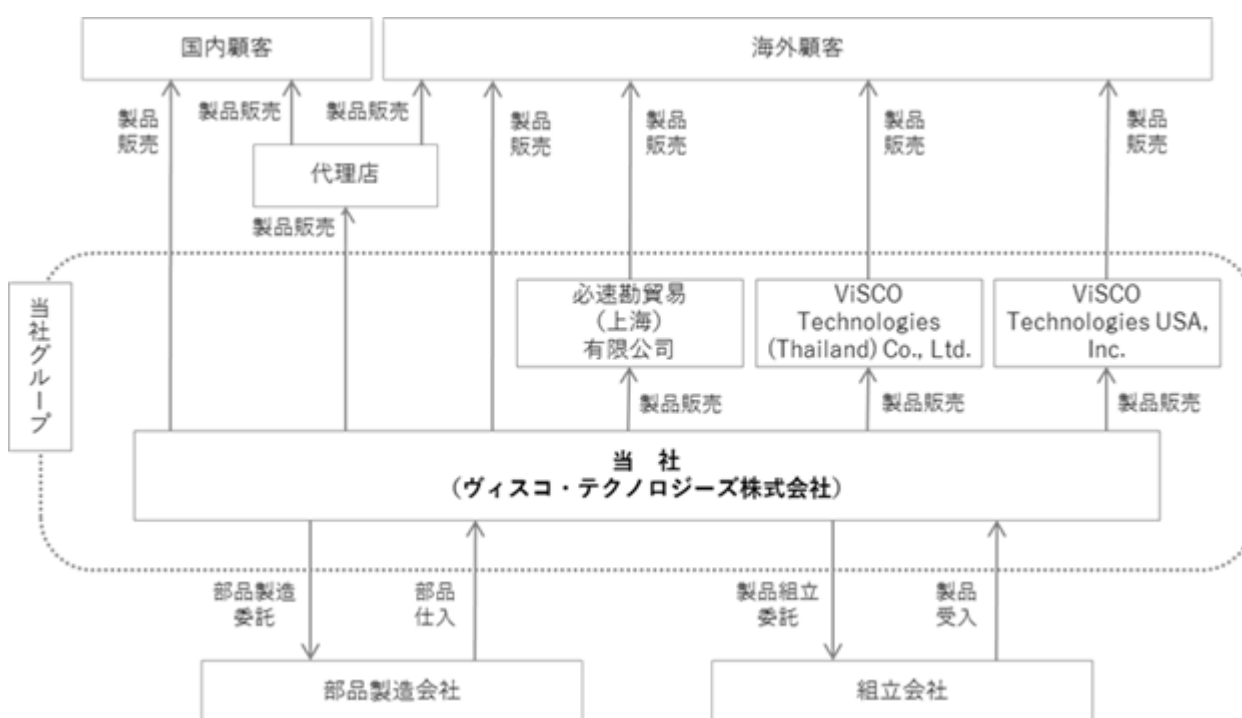 国内顧客
海外顧客
製品
販売
製品販売
製品販売
製品
販売
製品
販売
製品
販売
製品
販売
代理店
製品販売
当社グループ
必速勘貿易
（上海）
有限公司
ViSCO
Technologies
(Thailand) Co., Ltd.
ViSCO
Technologies USA,
Inc.
製品販売
製品販売
製品販売
当　社
（ヴィスコ・テクノロジーズ株式会社）
部品製造
委託
部品
仕入
製品組立
委託
製品
受入
部品製造会社
組立会社